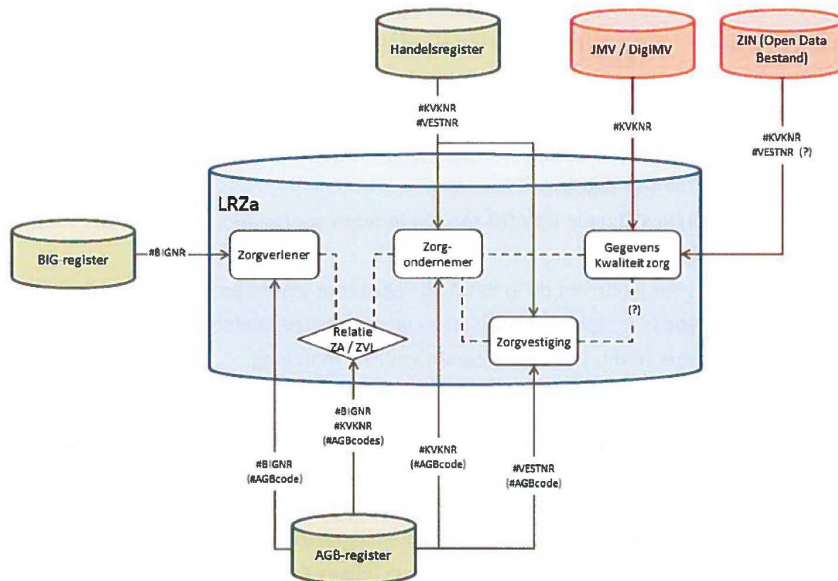 Handelsregister
JMV / DigIMV
ZIN (Open Data
Bestand)
#KVKNR
#VESTNR
#KVKNR
#KVKNR
#VESTNR (?)
LRZa
BIG-register
#BIGNR
Zorgverlener
Zorg-
ondernemer
Gegevens
Kwaliteit zorg
(?)
Relatie
ZA / ZVL
Zorgvestiging
#BIGNR
(#AGBcode)
#BIGNR
#KVKNR
(#AGBcodes)
#KVKNR
(#AGBcode)
#VESTNR
(#AGBcode)
AGB-register